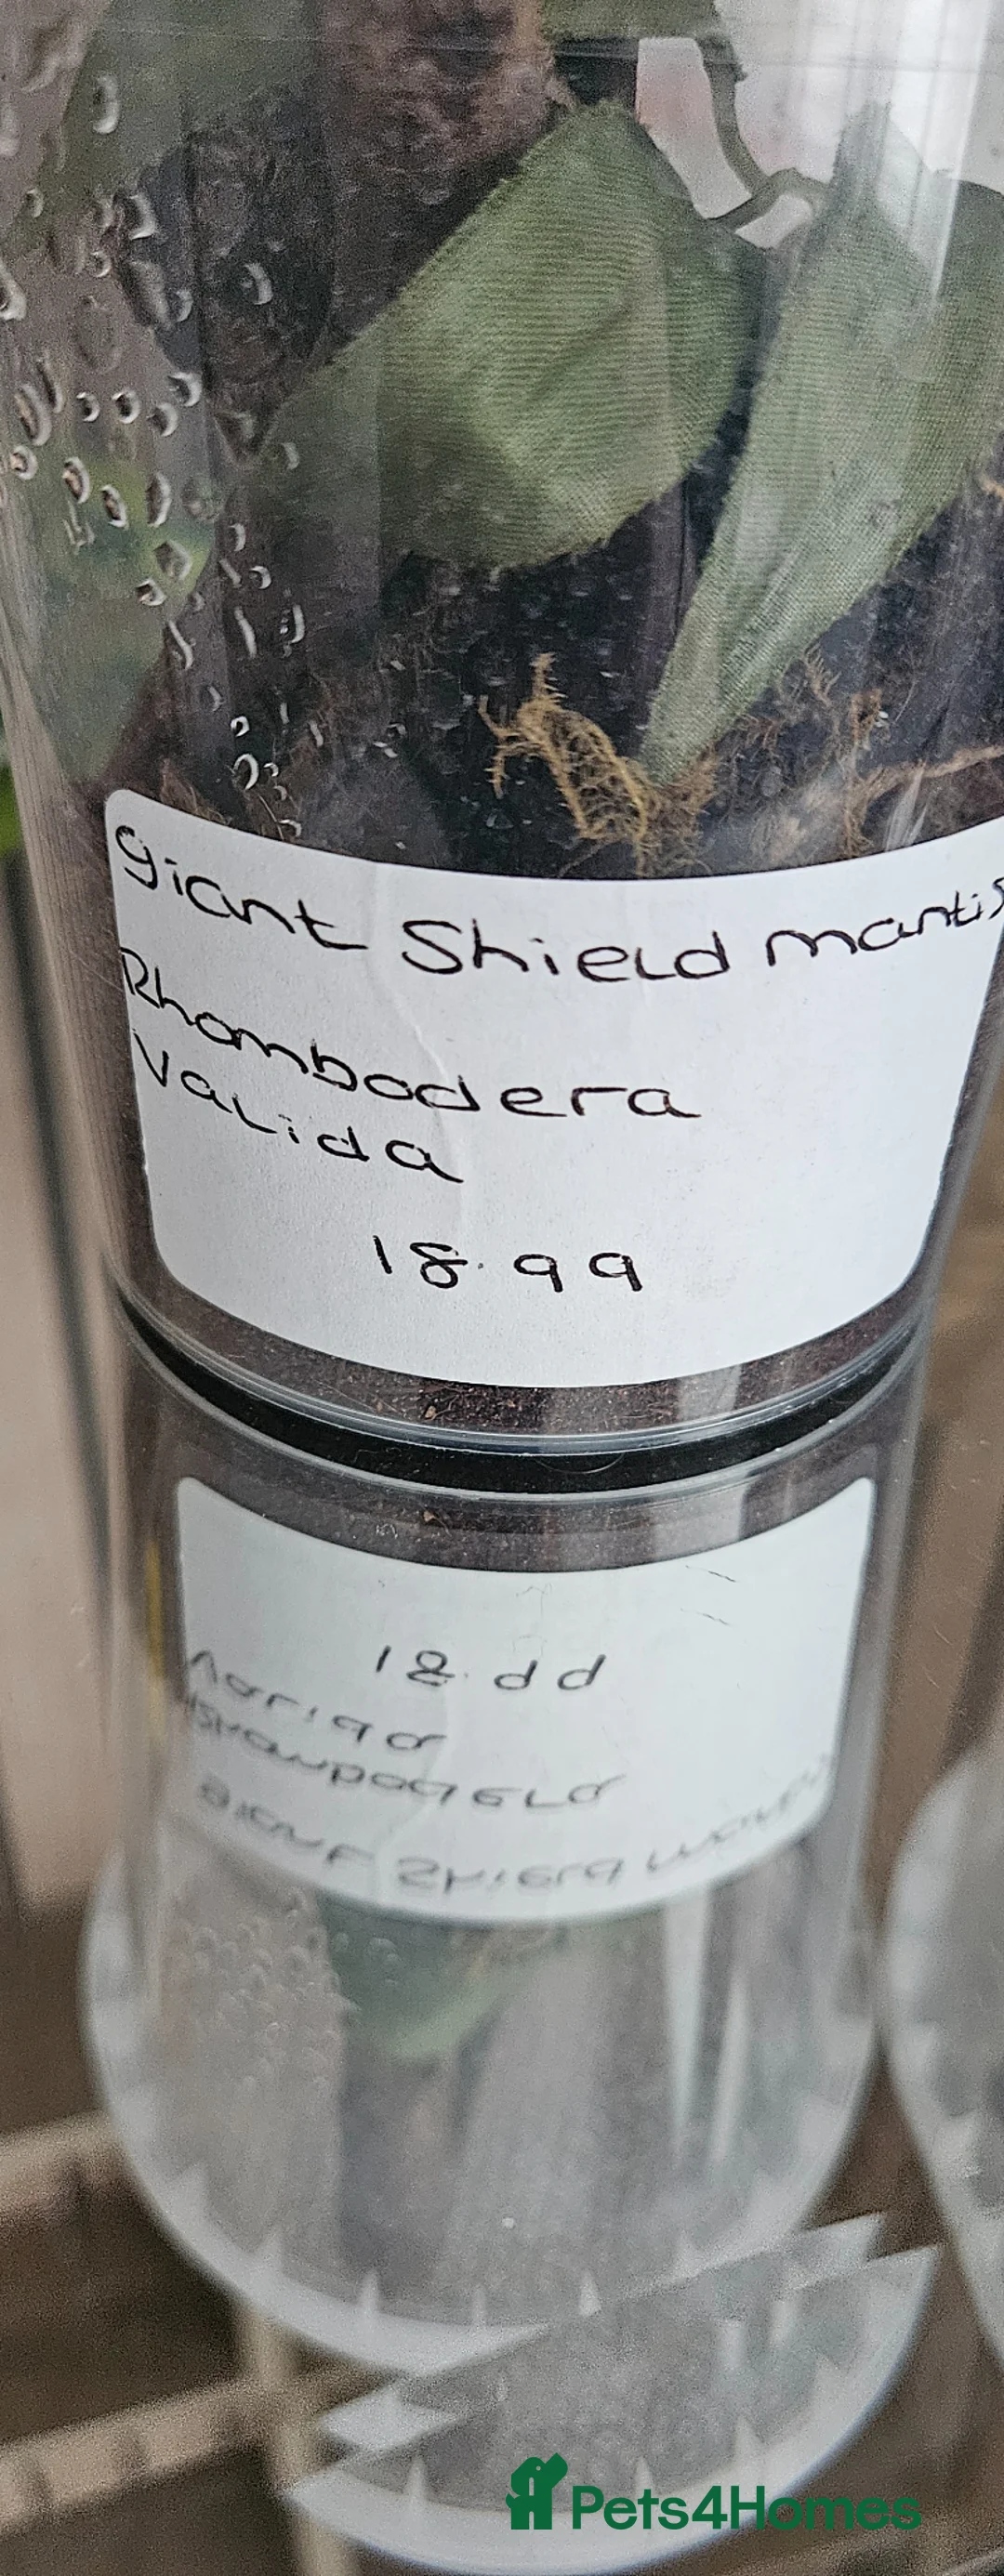 giant Shield mantis
Rhombodera
Valida
18.99
Pets4Homes